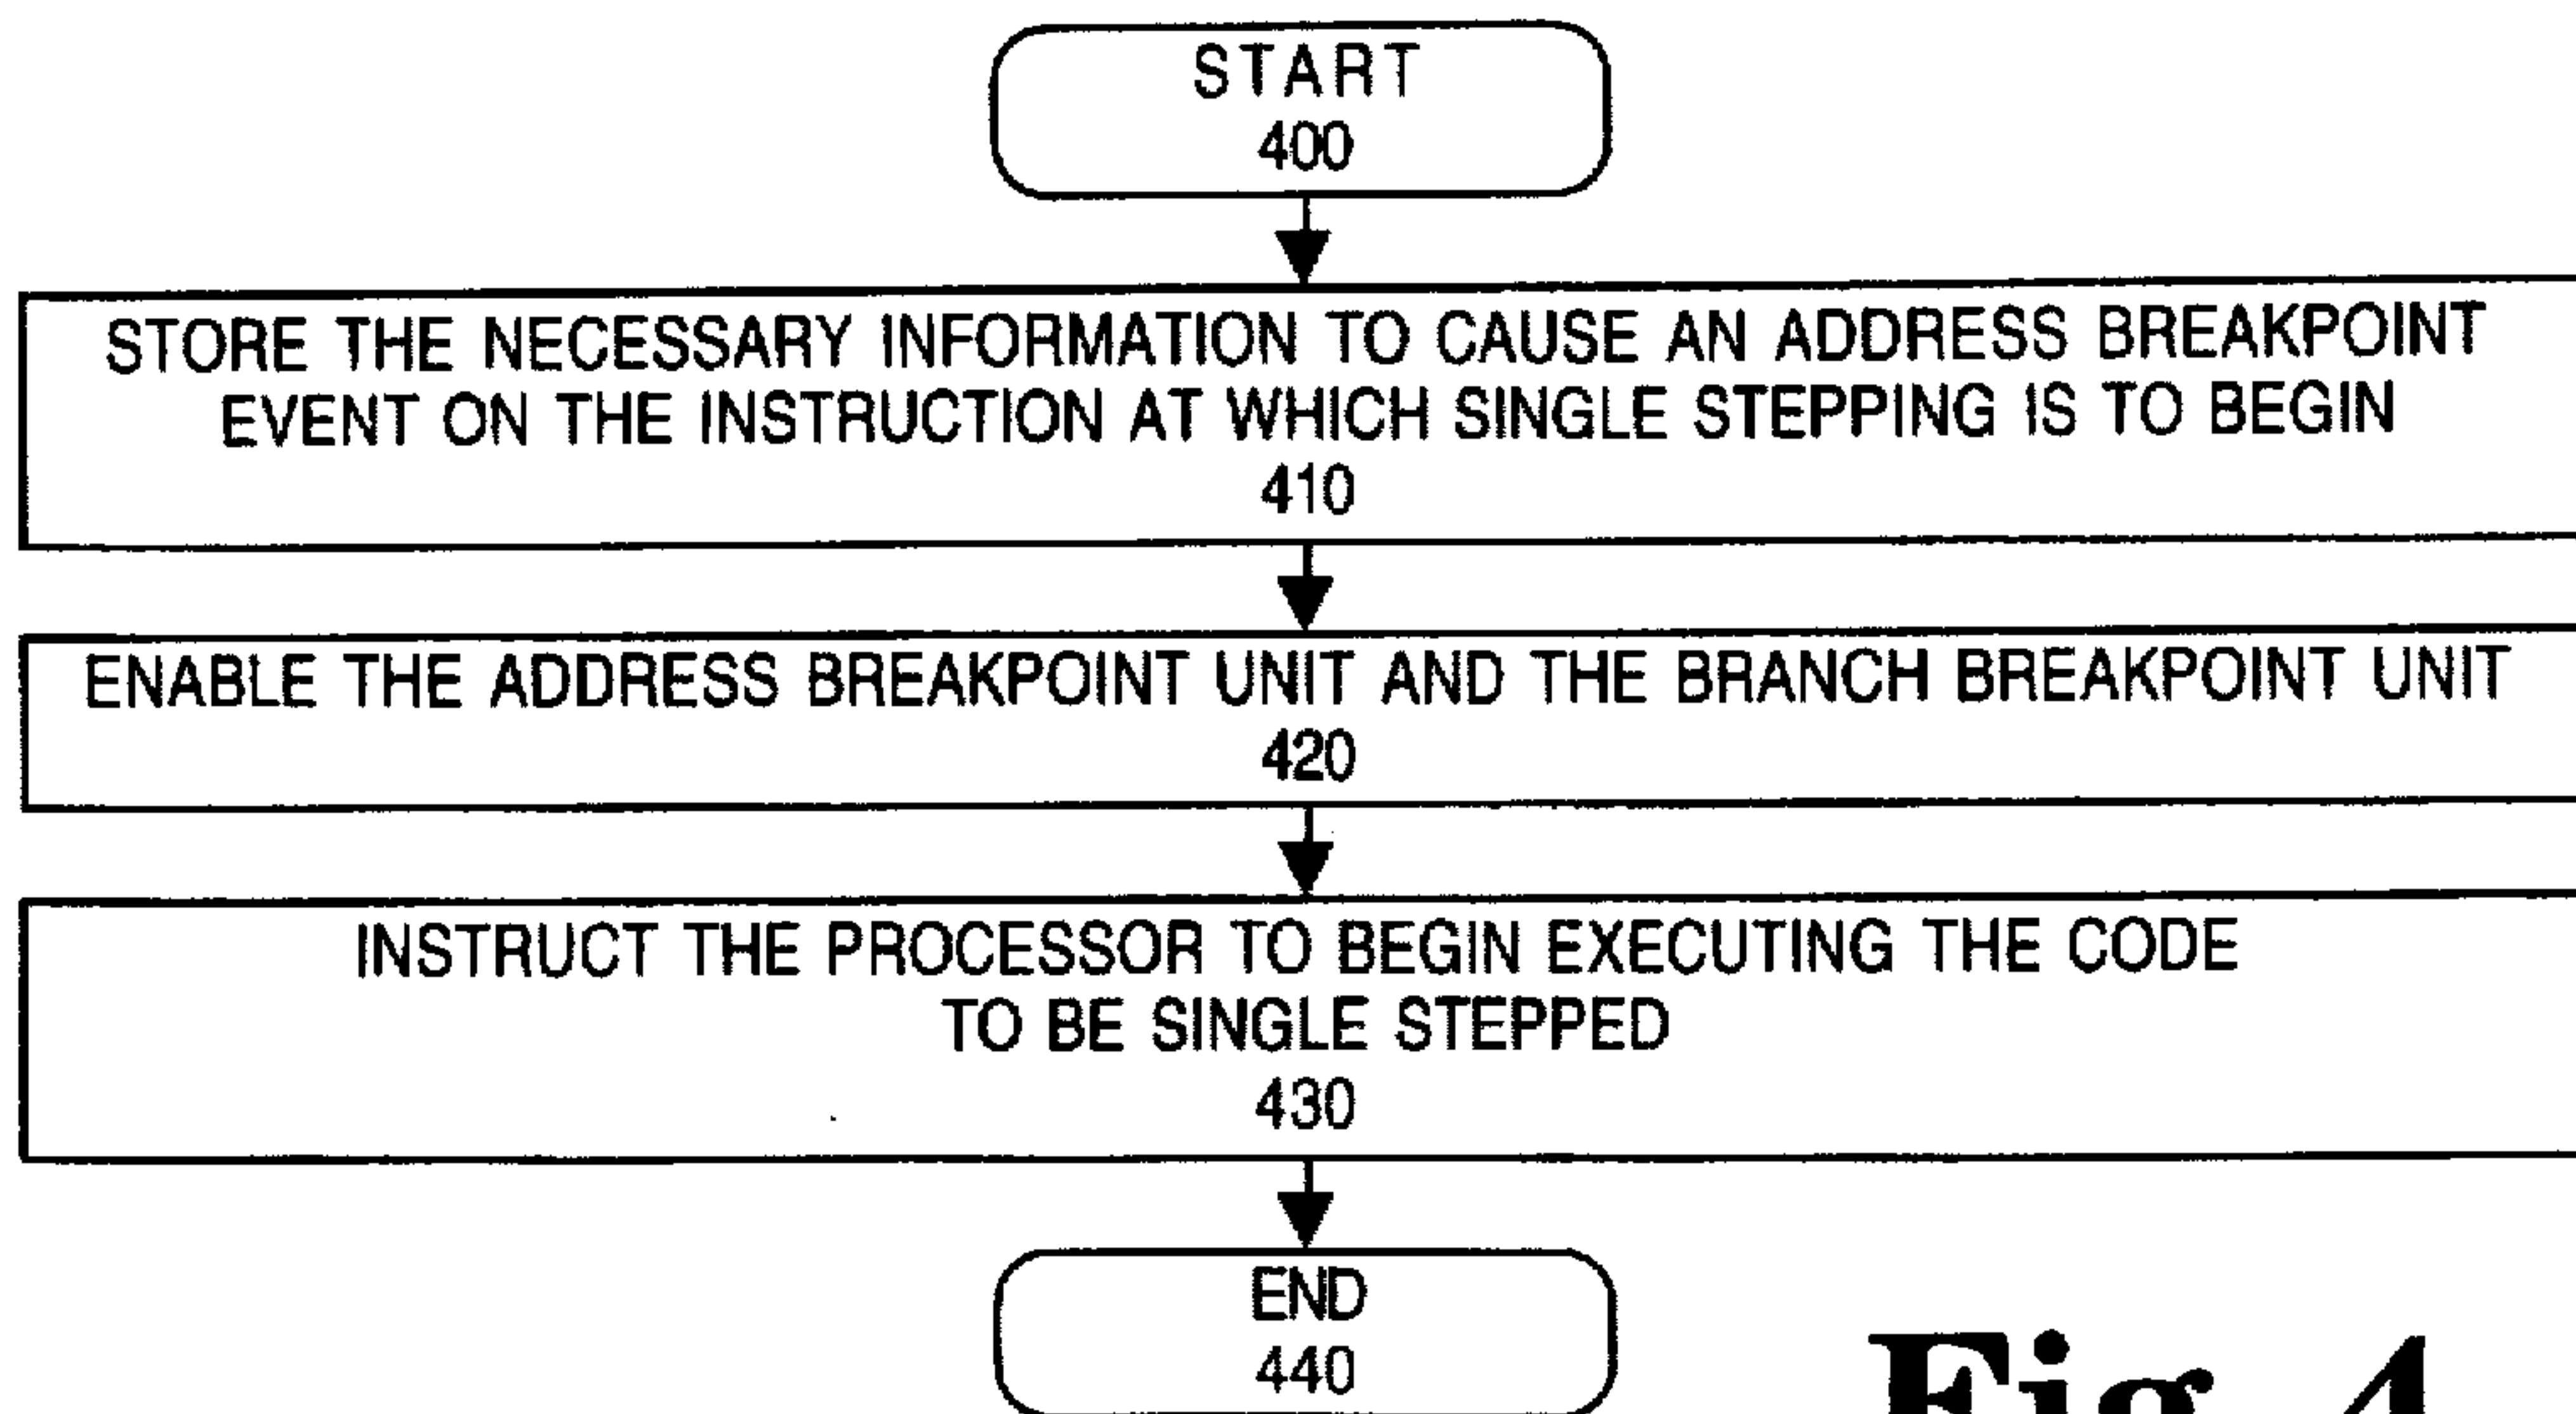 START
400
STORE THE NECESSARY INFORMATION TO CAUSE AN ADDRESS BREAKPOINT
EVENT ON THE INSTRUCTION AT WHICH SINGLE STEPPING IS TO BEGIN
410
ENABLE THE ADDRESS BREAKPOINT UNIT AND THE BRANCH BREAKPOINT UNIT
420
INSTRUCT THE PROCESSOR TO BEGIN EXECUTING THE CODE
TO BE SINGLE STEPPED
430
END
440
Fig 4